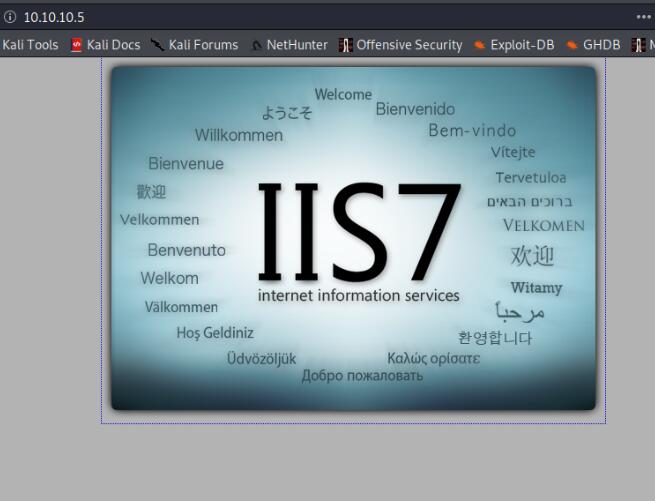 10.10.10.5
Kali Tools Kali Docs Kali Forums NetHunter Offensive Security Exploit-DB GHDB
Welcome
ようこそ
Bienvenido
Willkommen
Bem-vindo
Vítejte
Bienvenue
Tervetuloa
歡迎
ברוכים הבאים
Velkommen
VELKOMEN
IIS7
Benvenuto
欢迎
Welkom
Witamy
internet information services
Välkommen
مرحباً
Hoş Geldiniz
환영합니다
Üdvözöljük
Καλώς ορίσατε
Добро пожаловать